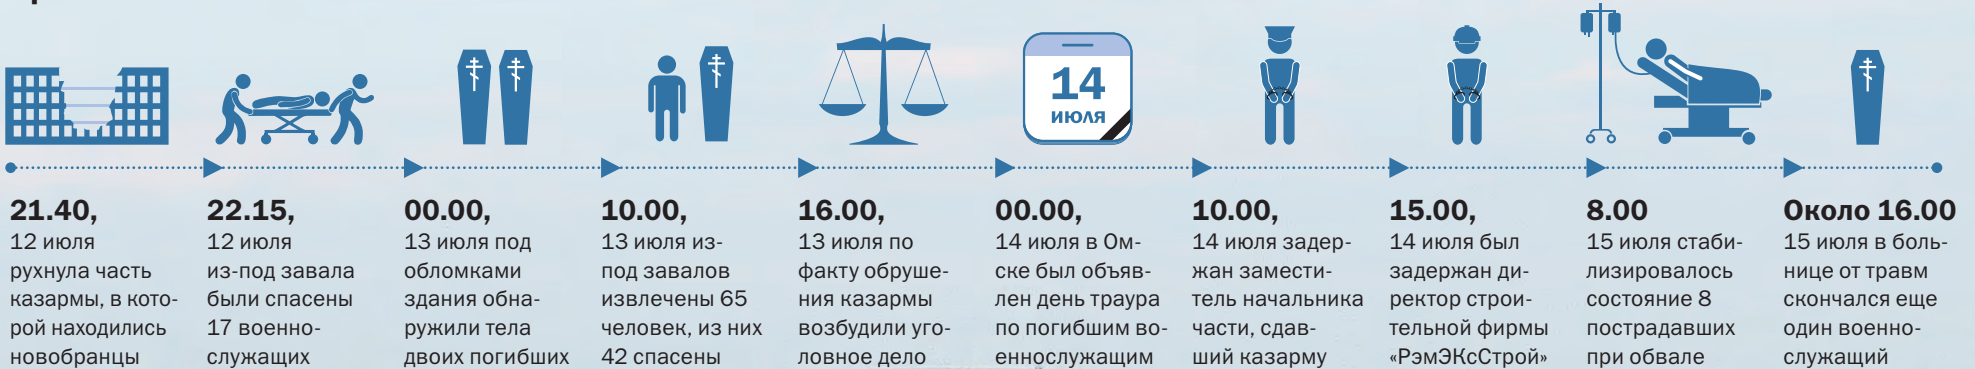 14
ИЮЛЯ
21.40,
12 июля
рухнула часть
казармы, в кото-
рой находились
новобранцы
22.15,
12 июля
из-под завала
были спасены
17 военно-
служащих
00.00,
13 июля под
обломками
здания обна-
ружили тела
двоих погибших
10.00,
13 июля из-
под завалов
извлечены 65
человек, из них
42 спасены
16.00,
13 июля по
факту обруше-
ния казармы
возбудили уго-
ловное дело
00.00,
14 июля в Ом-
ске был объяв-
лен день траура
по погибшим во-
еннослужащим
10.00,
14 июля задер-
жан замести-
тель начальника
части, сдав-
ший казарму
15.00,
14 июля был
задержан ди-
ректор строи-
тельной фирмы
«РэмЭКсСтрой»
8.00
15 июля стаби-
лизировалось
состояние 8
пострадавших
при обвале
Около 16.00
15 июля в боль-
нице от травм
скончался еще
один военно-
служащий